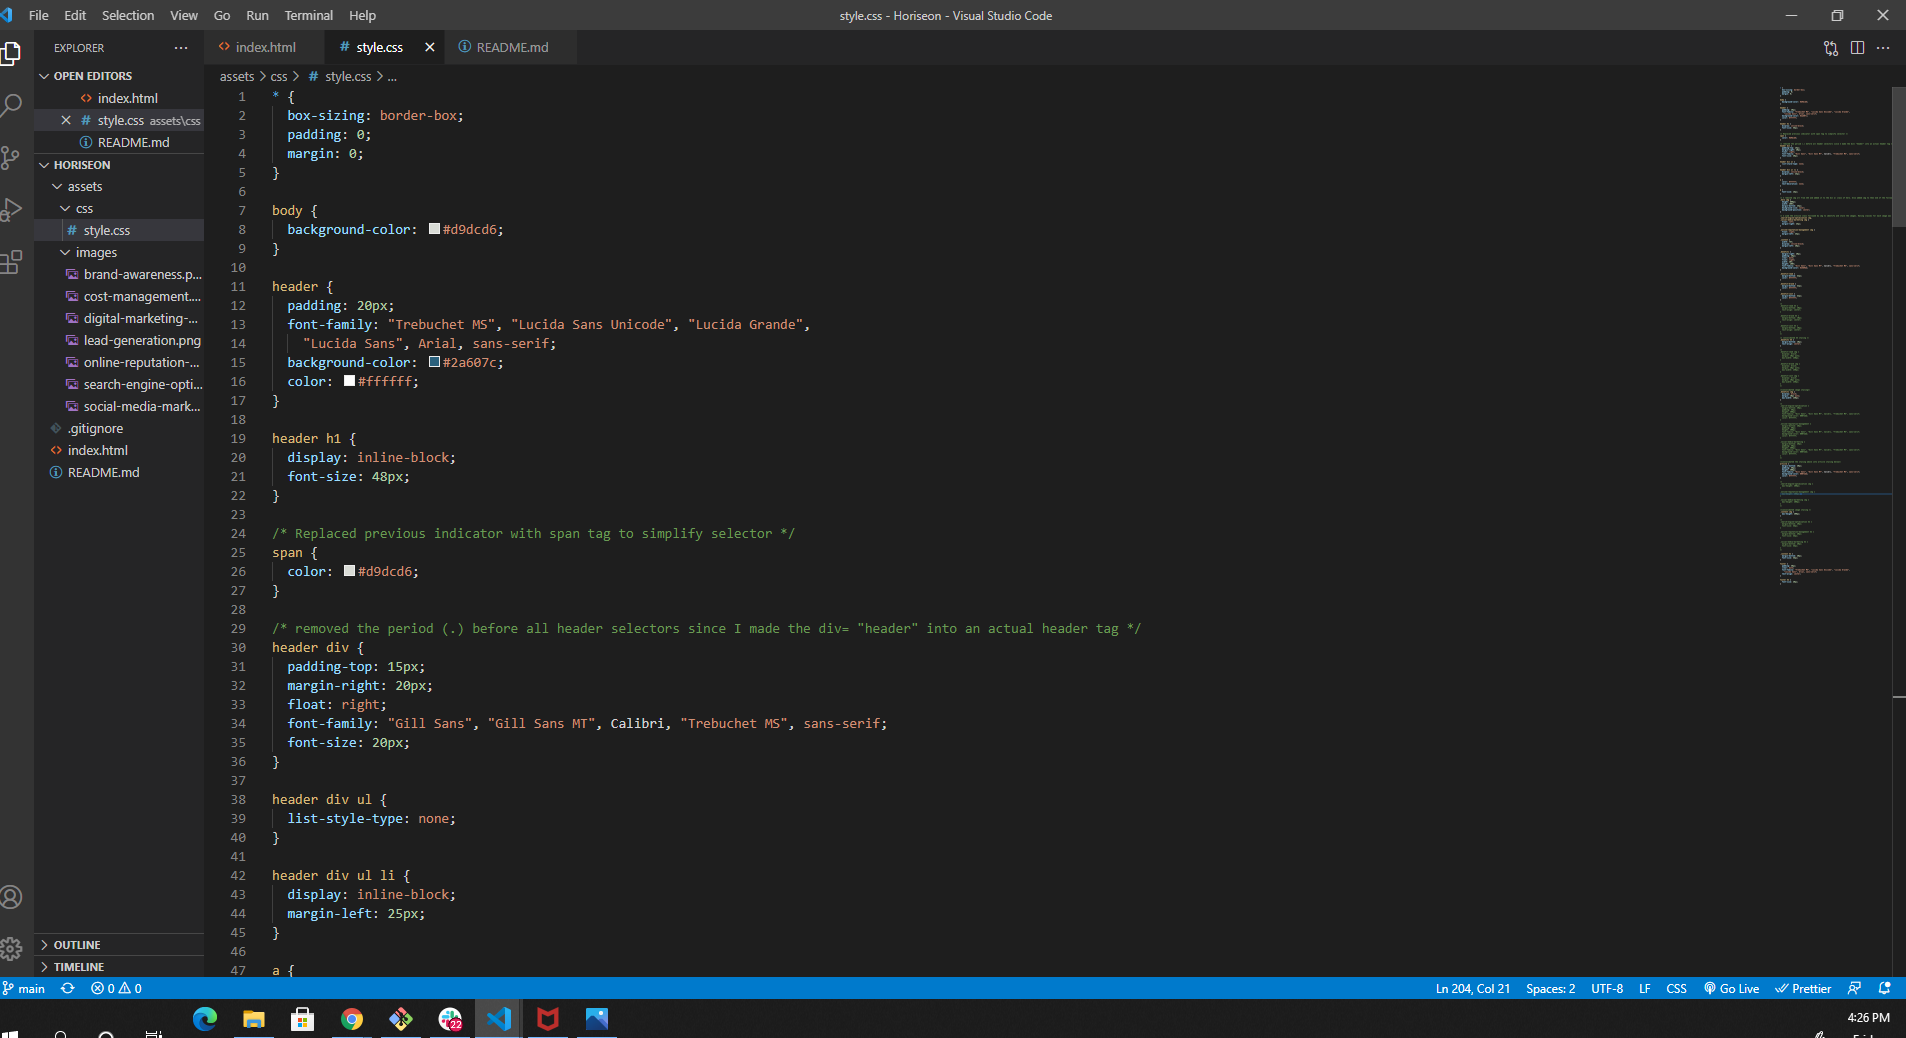 File Edit Selection View Go Run Terminal Help
style.css - Horiseon - Visual Studio Code
EXPLORER
OPEN EDITORS
index.html
style.css assets\css
README.md
HORISEON
assets
css
style.css
images
brand-awareness.p...
cost-management....
digital-marketing-...
lead-generation.png
online-reputation-...
search-engine-opti...
social-media-mark...
.gitignore
index.html
README.md
OUTLINE
TIMELINE
index.html # style.css README.md
assets > css > # style.css > ...
1 * {
2 box-sizing: border-box;
3 padding: 0;
4 margin: 0;
5 }
6
7 body {
8 background-color: #d9dcd6;
9 }
10
11 header {
12 padding: 20px;
13 font-family: "Trebuchet MS", "Lucida Sans Unicode", "Lucida Grande",
14 "Lucida Sans", Arial, sans-serif;
15 background-color: #2a607c;
16 color: #ffffff;
17 }
18
19 header h1 {
20 display: inline-block;
21 font-size: 48px;
22 }
23
24 /* Replaced previous indicator with span tag to simplify selector */
25 span {
26 color: #d9dcd6;
27 }
28
29 /* removed the period (.) before all header selectors since I made the div= "header" into an actual header tag */
30 header div {
31 padding-top: 15px;
32 margin-right: 20px;
33 float: right;
34 font-family: "Gill Sans", "Gill Sans MT", Calibri, "Trebuchet MS", sans-serif;
35 font-size: 20px;
36 }
37
38 header div ul {
39 list-style-type: none;
40 }
41
42 header div ul li {
43 display: inline-block;
44 margin-left: 25px;
45 }
46
47 a {
main 0 0
Ln 204, Col 21 Spaces: 2 UTF-8 LF CSS Go Live Prettier
22
4:26 PM